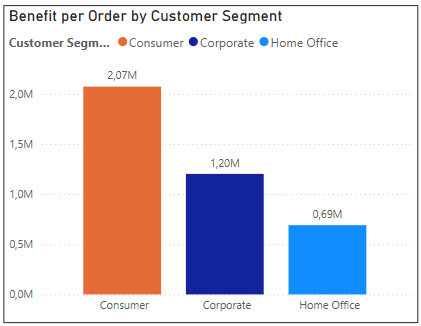 Benefit per Order by Customer Segment
Customer Segm... Consumer Corporate Home Office
2,07M
2,0M
1,5M
1,20M
1,0M
0,69M
0,5M
0,0M
Consumer Corporate Home Office